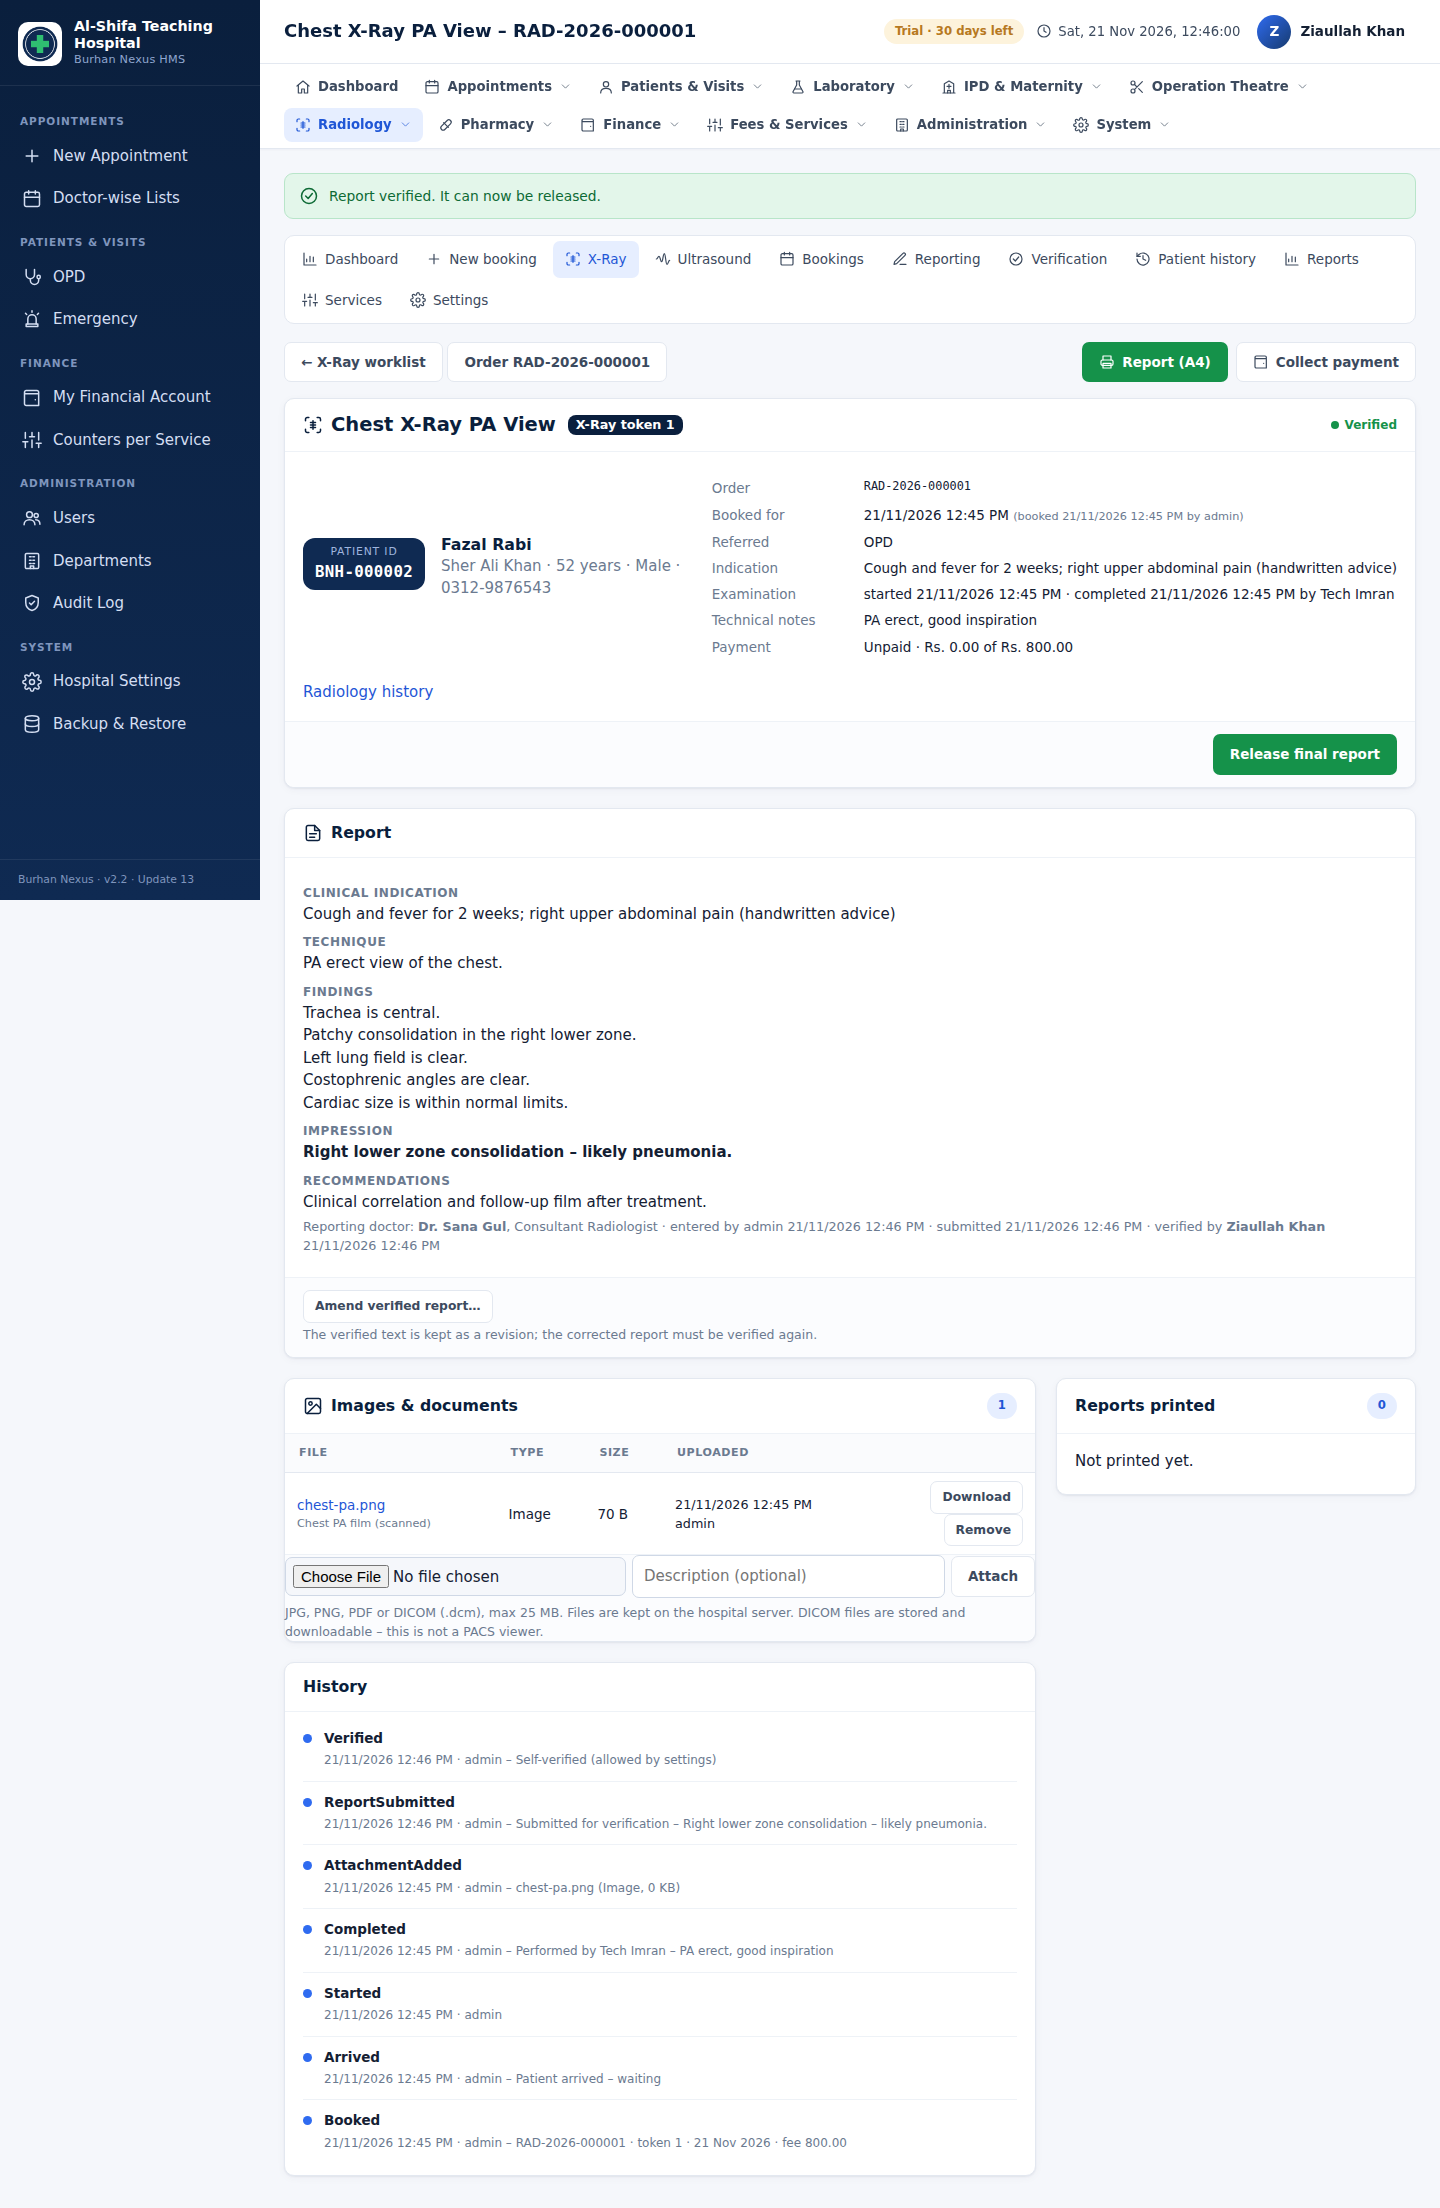 Al-Shifa Teaching
Hospital
Burhan Nexus HMS
APPOINTMENTS
New Appointment
Doctor-wise Lists
PATIENTS & VISITS
OPD
Emergency
FINANCE
My Financial Account
Counters per Service
ADMINISTRATION
Users
Departments
Audit Log
SYSTEM
Hospital Settings
Backup & Restore
Burhan Nexus · v2.2 · Update 13
Chest X-Ray PA View – RAD-2026-000001
Trial · 30 days left
Sat, 21 Nov 2026, 12:46:00
Z
Ziaullah Khan
Dashboard Appointments Patients & Visits Laboratory IPD & Maternity Operation Theatre
Radiology Pharmacy Finance Fees & Services Administration System
Report verified. It can now be released.
Dashboard New booking X-Ray Ultrasound Bookings Reporting Verification Patient history Reports
Services Settings
← X-Ray worklist Order RAD-2026-000001 Report (A4) Collect payment
Chest X-Ray PA View X-Ray token 1 Verified
PATIENT ID
BNH-000002
Fazal Rabi
Sher Ali Khan · 52 years · Male ·
0312-9876543
Order RAD-2026-000001
Booked for 21/11/2026 12:45 PM (booked 21/11/2026 12:45 PM by admin)
Referred OPD
Indication Cough and fever for 2 weeks; right upper abdominal pain (handwritten advice)
Examination started 21/11/2026 12:45 PM · completed 21/11/2026 12:45 PM by Tech Imran
Technical notes PA erect, good inspiration
Payment Unpaid · Rs. 0.00 of Rs. 800.00
Radiology history
Release final report
Report
CLINICAL INDICATION
Cough and fever for 2 weeks; right upper abdominal pain (handwritten advice)
TECHNIQUE
PA erect view of the chest.
FINDINGS
Trachea is central.
Patchy consolidation in the right lower zone.
Left lung field is clear.
Costophrenic angles are clear.
Cardiac size is within normal limits.
IMPRESSION
Right lower zone consolidation – likely pneumonia.
RECOMMENDATIONS
Clinical correlation and follow-up film after treatment.
Reporting doctor: Dr. Sana Gul, Consultant Radiologist · entered by admin 21/11/2026 12:46 PM · submitted 21/11/2026 12:46 PM · verified by Ziaullah Khan
21/11/2026 12:46 PM
Amend verified report…
The verified text is kept as a revision; the corrected report must be verified again.
Images & documents 1
FILE TYPE SIZE UPLOADED
chest-pa.png
Chest PA film (scanned)
Image 70 B
21/11/2026 12:45 PM
admin
Download
Remove
Choose File No file chosen Description (optional) Attach
JPG, PNG, PDF or DICOM (.dcm), max 25 MB. Files are kept on the hospital server. DICOM files are stored and
downloadable – this is not a PACS viewer.
Reports printed 0
Not printed yet.
History
Verified
21/11/2026 12:46 PM · admin – Self-verified (allowed by settings)
ReportSubmitted
21/11/2026 12:46 PM · admin – Submitted for verification – Right lower zone consolidation – likely pneumonia.
AttachmentAdded
21/11/2026 12:45 PM · admin – chest-pa.png (Image, 0 KB)
Completed
21/11/2026 12:45 PM · admin – Performed by Tech Imran – PA erect, good inspiration
Started
21/11/2026 12:45 PM · admin
Arrived
21/11/2026 12:45 PM · admin – Patient arrived – waiting
Booked
21/11/2026 12:45 PM · admin – RAD-2026-000001 · token 1 · 21 Nov 2026 · fee 800.00